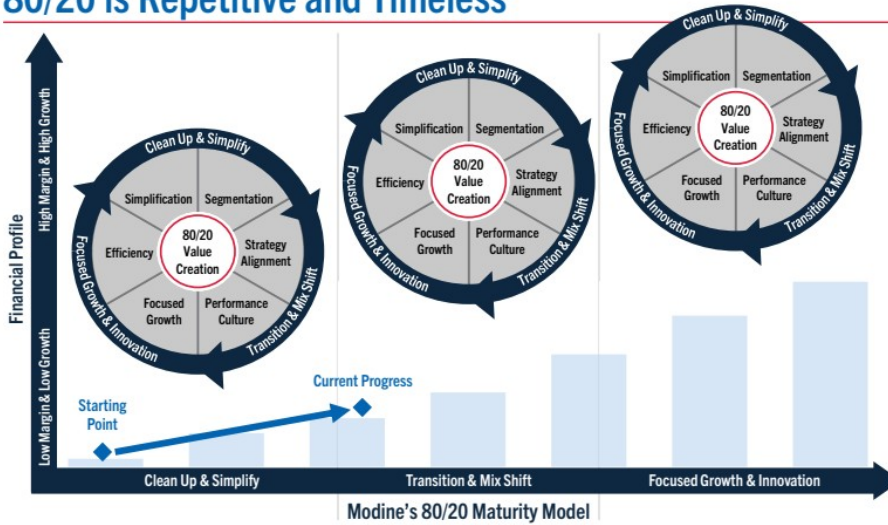 80/20 is Repetitive and Timeless
Financial Profile
High Margin & High Growth
Low Margin & Low Growth
Clean Up & Simplify
Simplification
Segmentation
Efficiency
80/20
Value
Creation
Strategy
Alignment
Focused
Growth
Performance
Culture
Focused Growth & Innovation
Transition & Mix Shift
Clean Up & Simplify
Simplification
Segmentation
Efficiency
80/20
Value
Creation
Strategy
Alignment
Focused
Growth
Performance
Culture
Focused Growth & Innovation
Transition & Mix Shift
Clean Up & Simplify
Simplification
Segmentation
Efficiency
80/20
Value
Creation
Strategy
Alignment
Focused
Growth
Performance
Culture
Focused Growth & Innovation
Transition & Mix Shift
Starting
Point
Current Progress
Clean Up & Simplify
Transition & Mix Shift
Focused Growth & Innovation
Modine's 80/20 Maturity Model